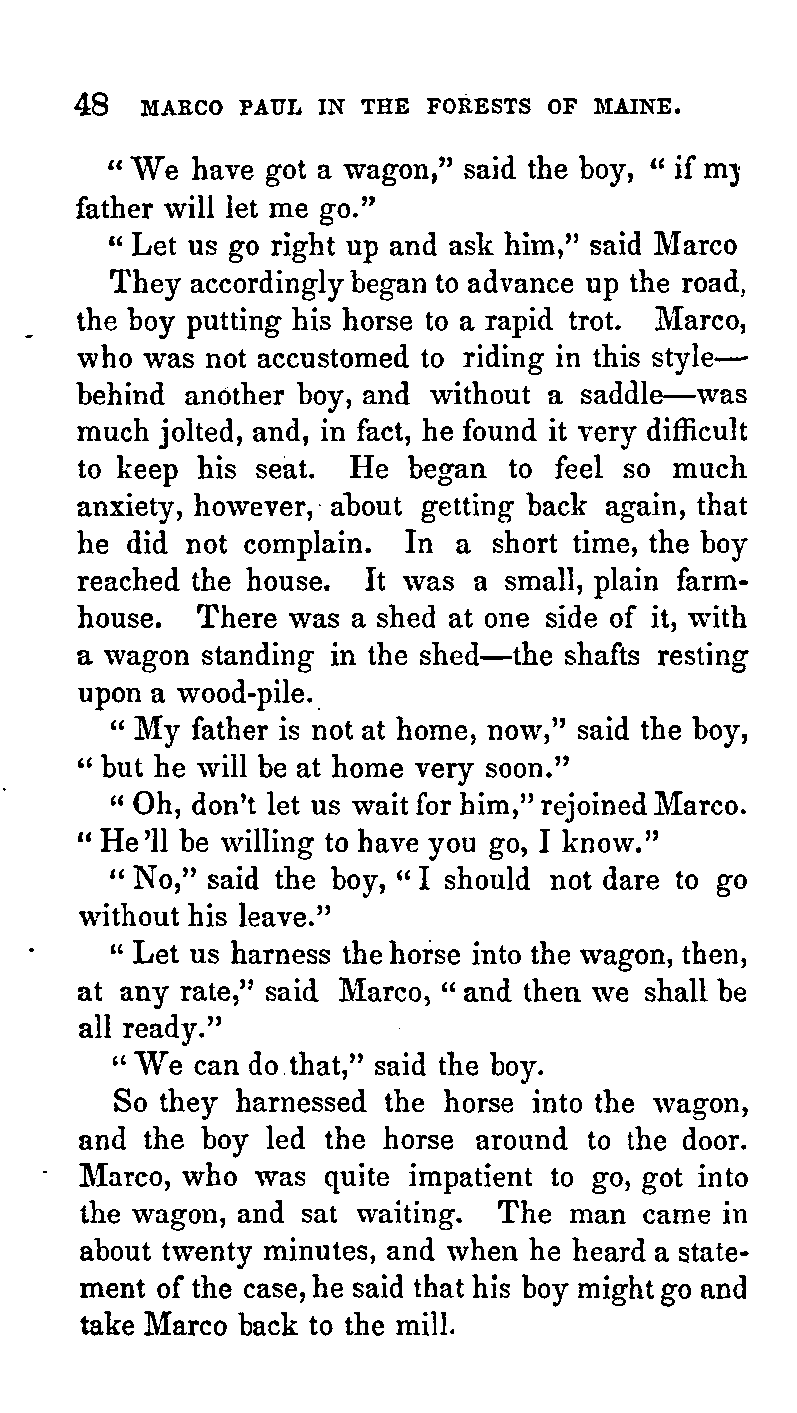 48 MARCO PAUL IN THE FORESTS OF MAINE.
“ We have got a wagon,” said the boy, “ if my
father will let me go.”
“ Let us go right up and ask him,” said Marco
They accordingly began to advance up the road,
the boy putting his horse to a rapid trot. Marco,
who was not accustomed to riding in this style—
behind another boy, and without a saddle—was
much jolted, and, in fact, he found it very difficult
to keep his seat. He began to feel so much
anxiety, however, about getting back again, that
he did not complain. In a short time, the boy
reached the house. It was a small, plain farm-
house. There was a shed at one side of it, with
a wagon standing in the shed—the shafts resting
upon a wood-pile.
“ My father is not at home, now,” said the boy,
“ but he will be at home very soon.”
“ Oh, don’t let us wait for him,” rejoined Marco.
“ He ’ll be willing to have you go, I know.”
“ No,” said the boy, “ I should not dare to go
without his leave.”
“ Let us harness the horse into the wagon, then,
at any rate,” said Marco, “ and then we shall be
all ready.”
“ We can do that,” said the boy.
So they harnessed the horse into the wagon,
and the boy led the horse around to the door.
Marco, who was quite impatient to go, got into
the wagon, and sat waiting. The man came in
about twenty minutes, and when he heard a state-
ment of the case, he said that his boy might go and
take Marco back to the mill.